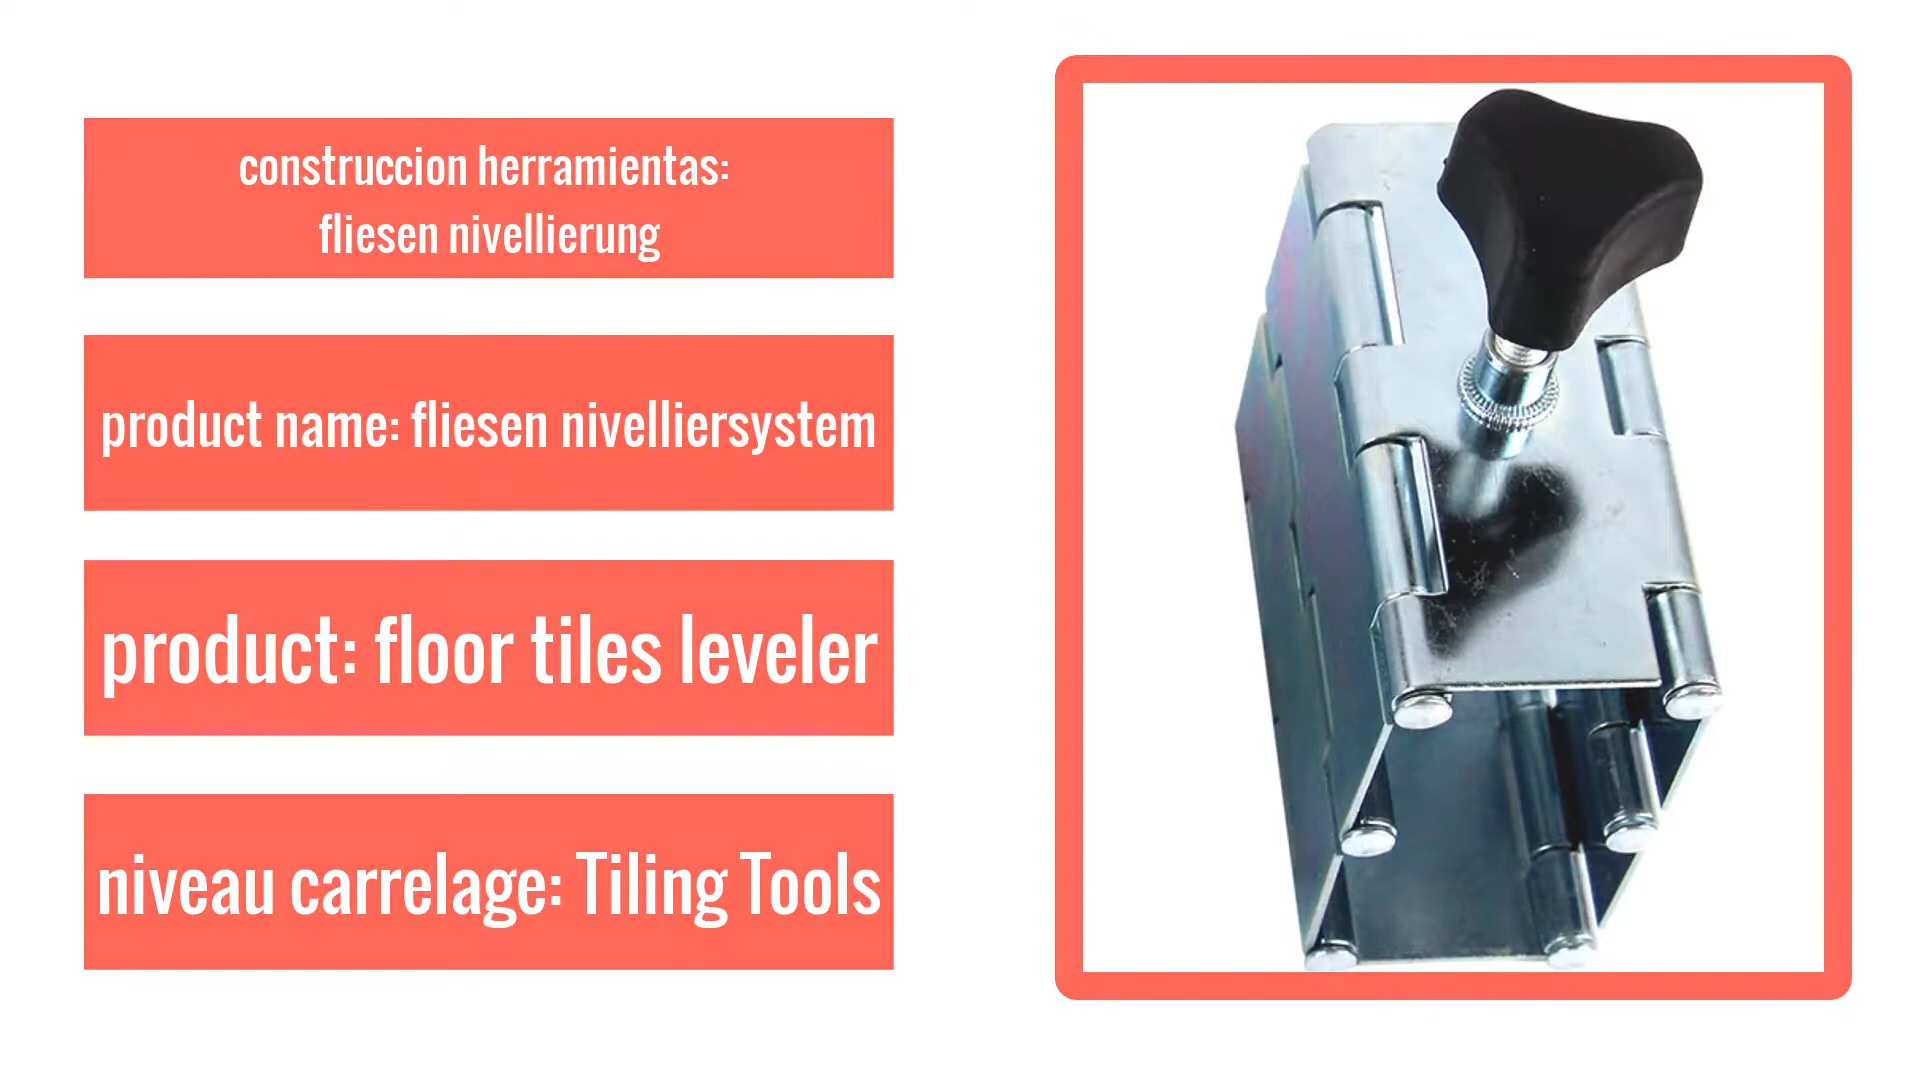 construccion herramientas:
fliesen nivellierung
product name: fliesen nivelliersystem
product: floor tiles leveler
niveau carrelage: Tiling Tools